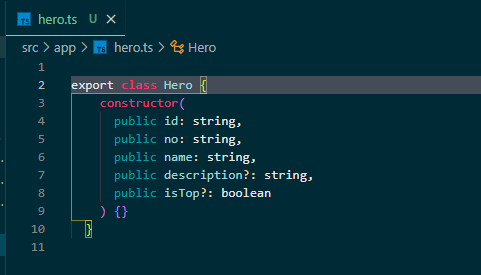 TS hero.ts U ×
src > app > TS hero.ts > Hero
1
2 export class Hero {
3 constructor(
4 public id: string,
5 public no: string,
6 public name: string,
7 public description?: string,
8 public isTop?: boolean
9 ) {}
10 }
11